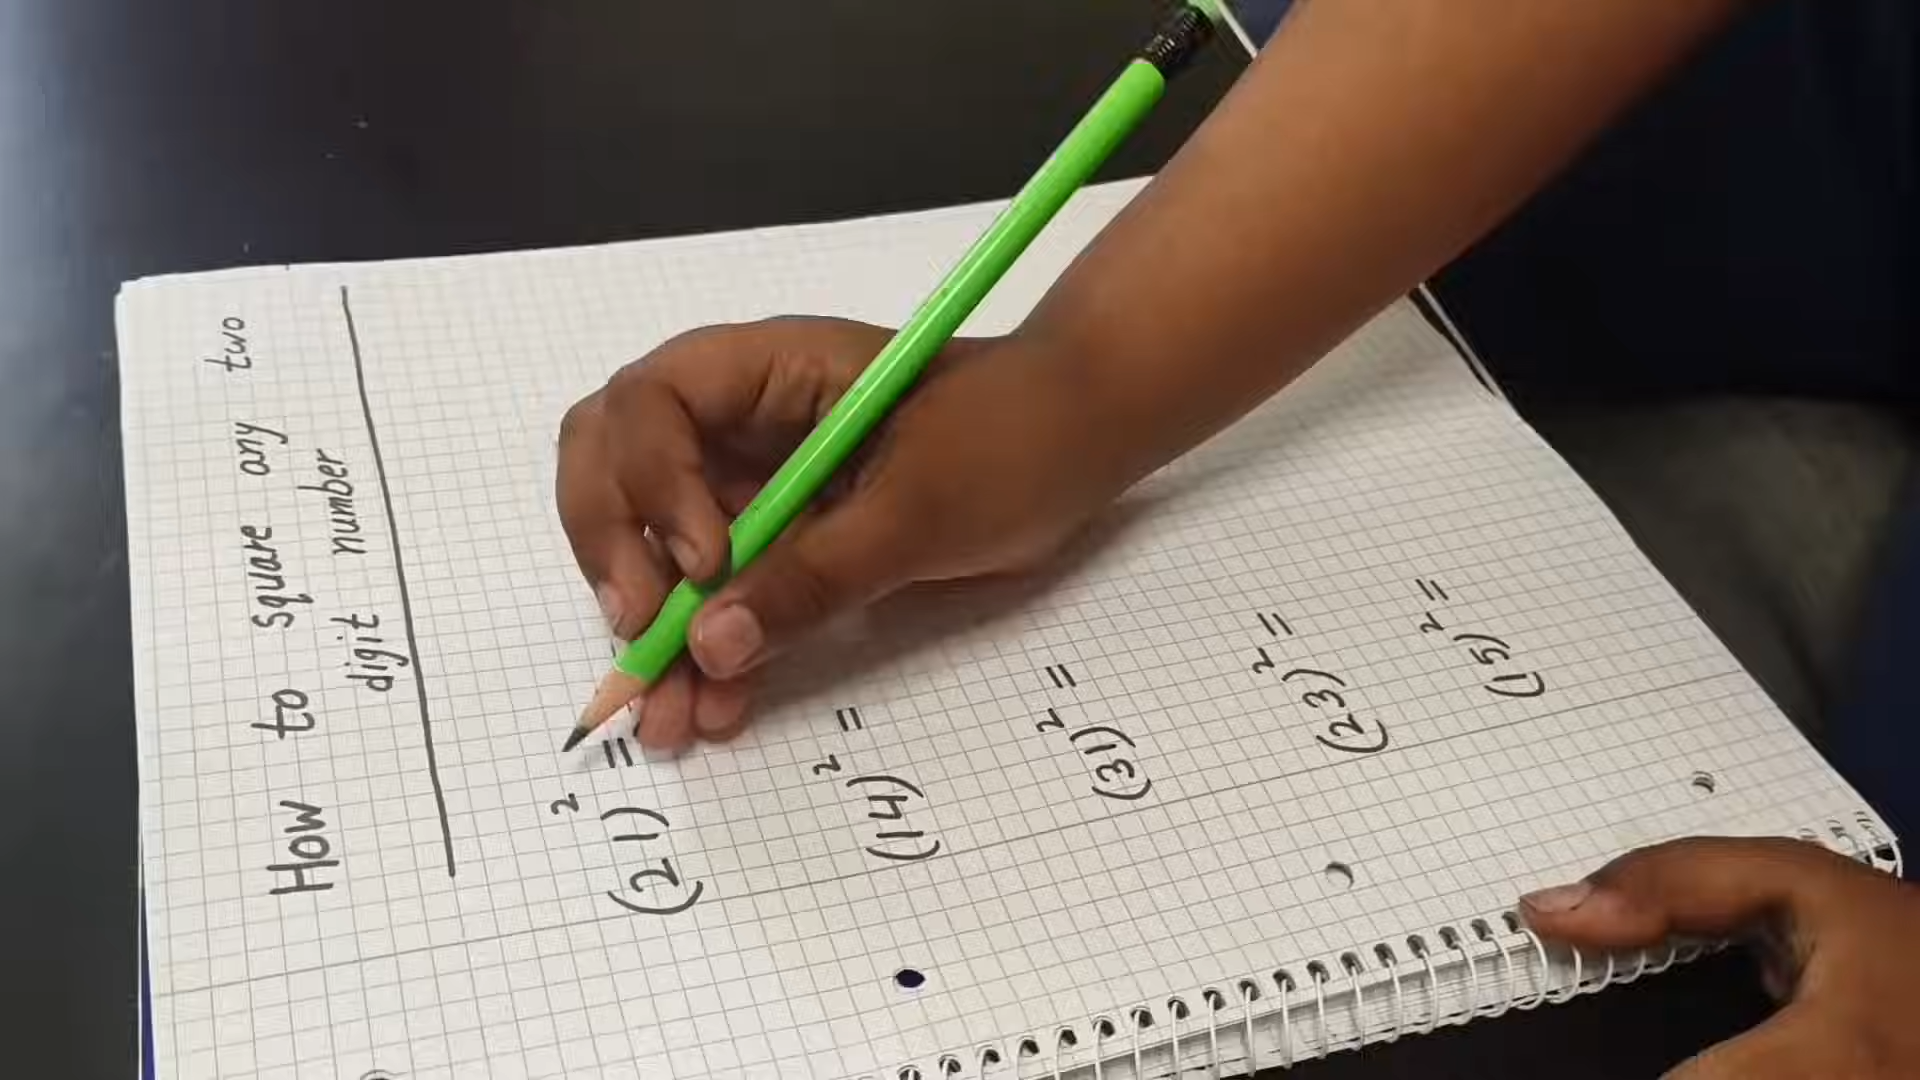 How to square any two
digit number
(21)² =
(14)² =
(31)² =
(23)² =
(15)² =